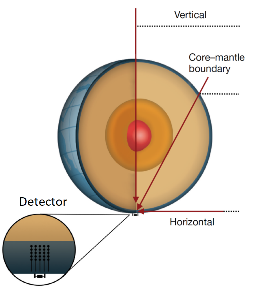 Vertical
Core–mantle
boundary
Detector
Horizontal